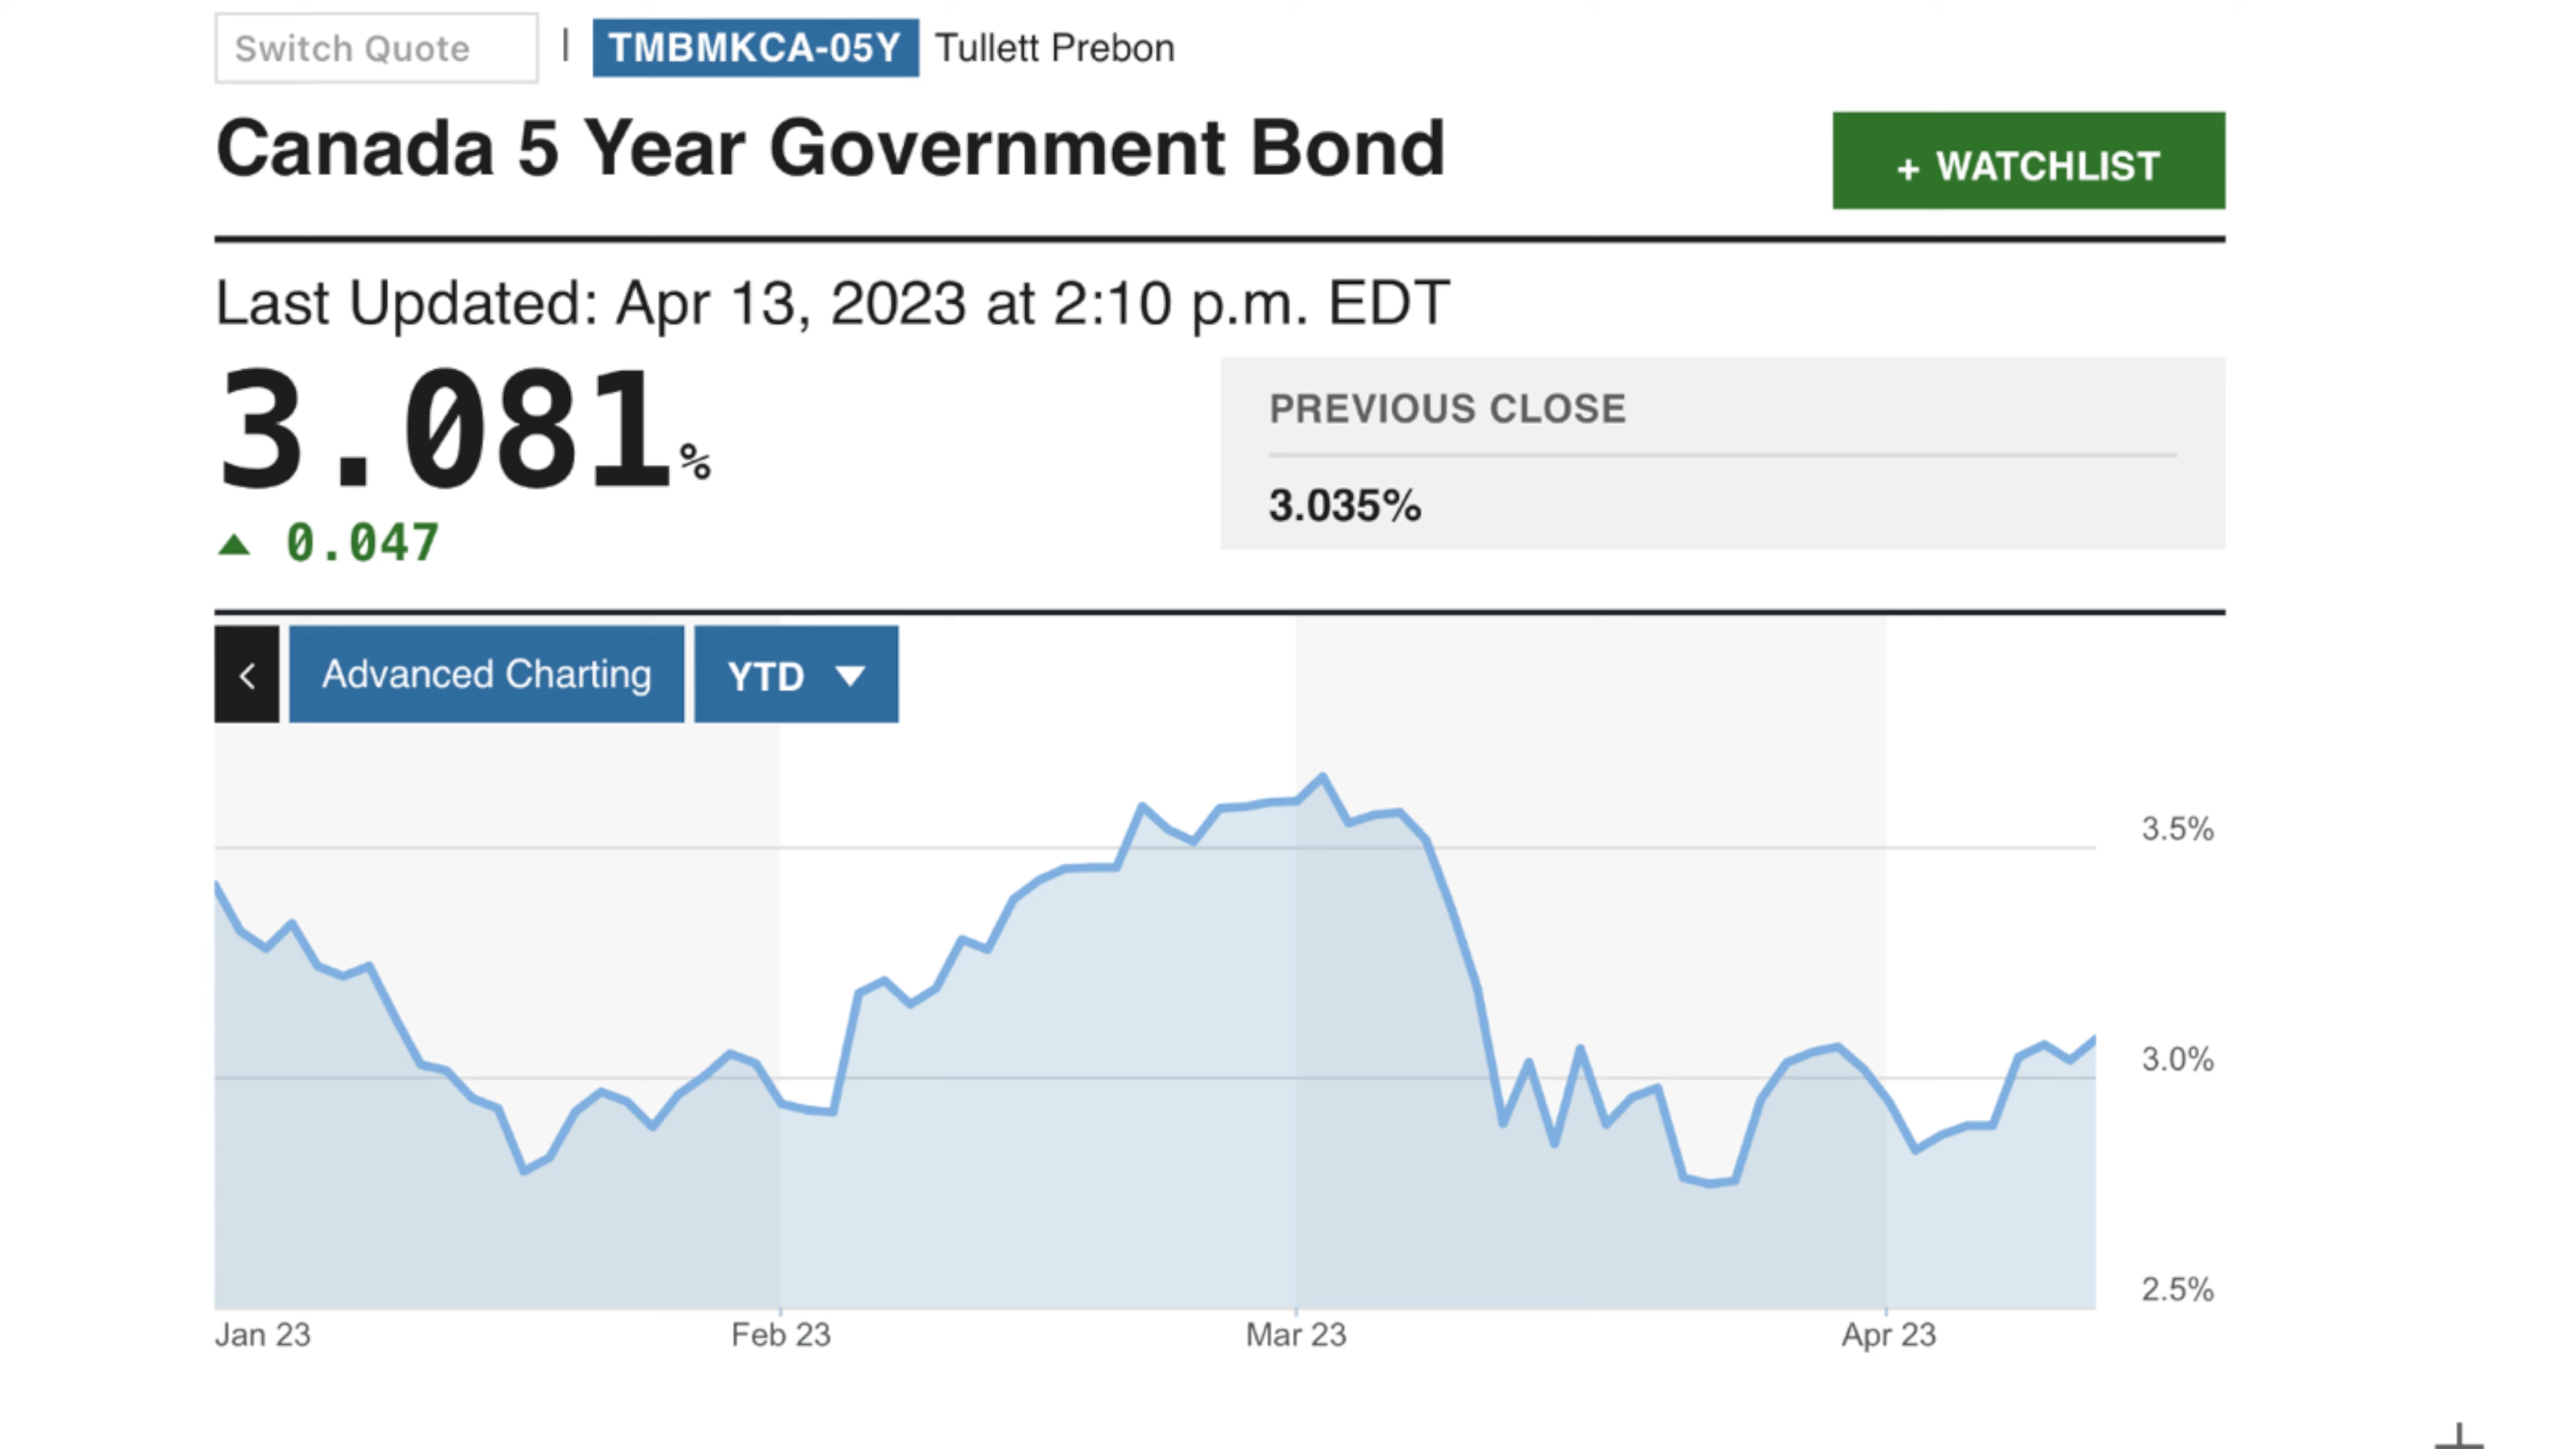 Switch Quote | TMBMKCA-05Y Tullett Prebon
Canada 5 Year Government Bond
+ WATCHLIST
Last Updated: Apr 13, 2023 at 2:10 p.m. EDT
3.081%
▲ 0.047
PREVIOUS CLOSE
3.035%
< Advanced Charting YTD ▼
3.5%
3.0%
2.5%
Jan 23 Feb 23 Mar 23 Apr 23